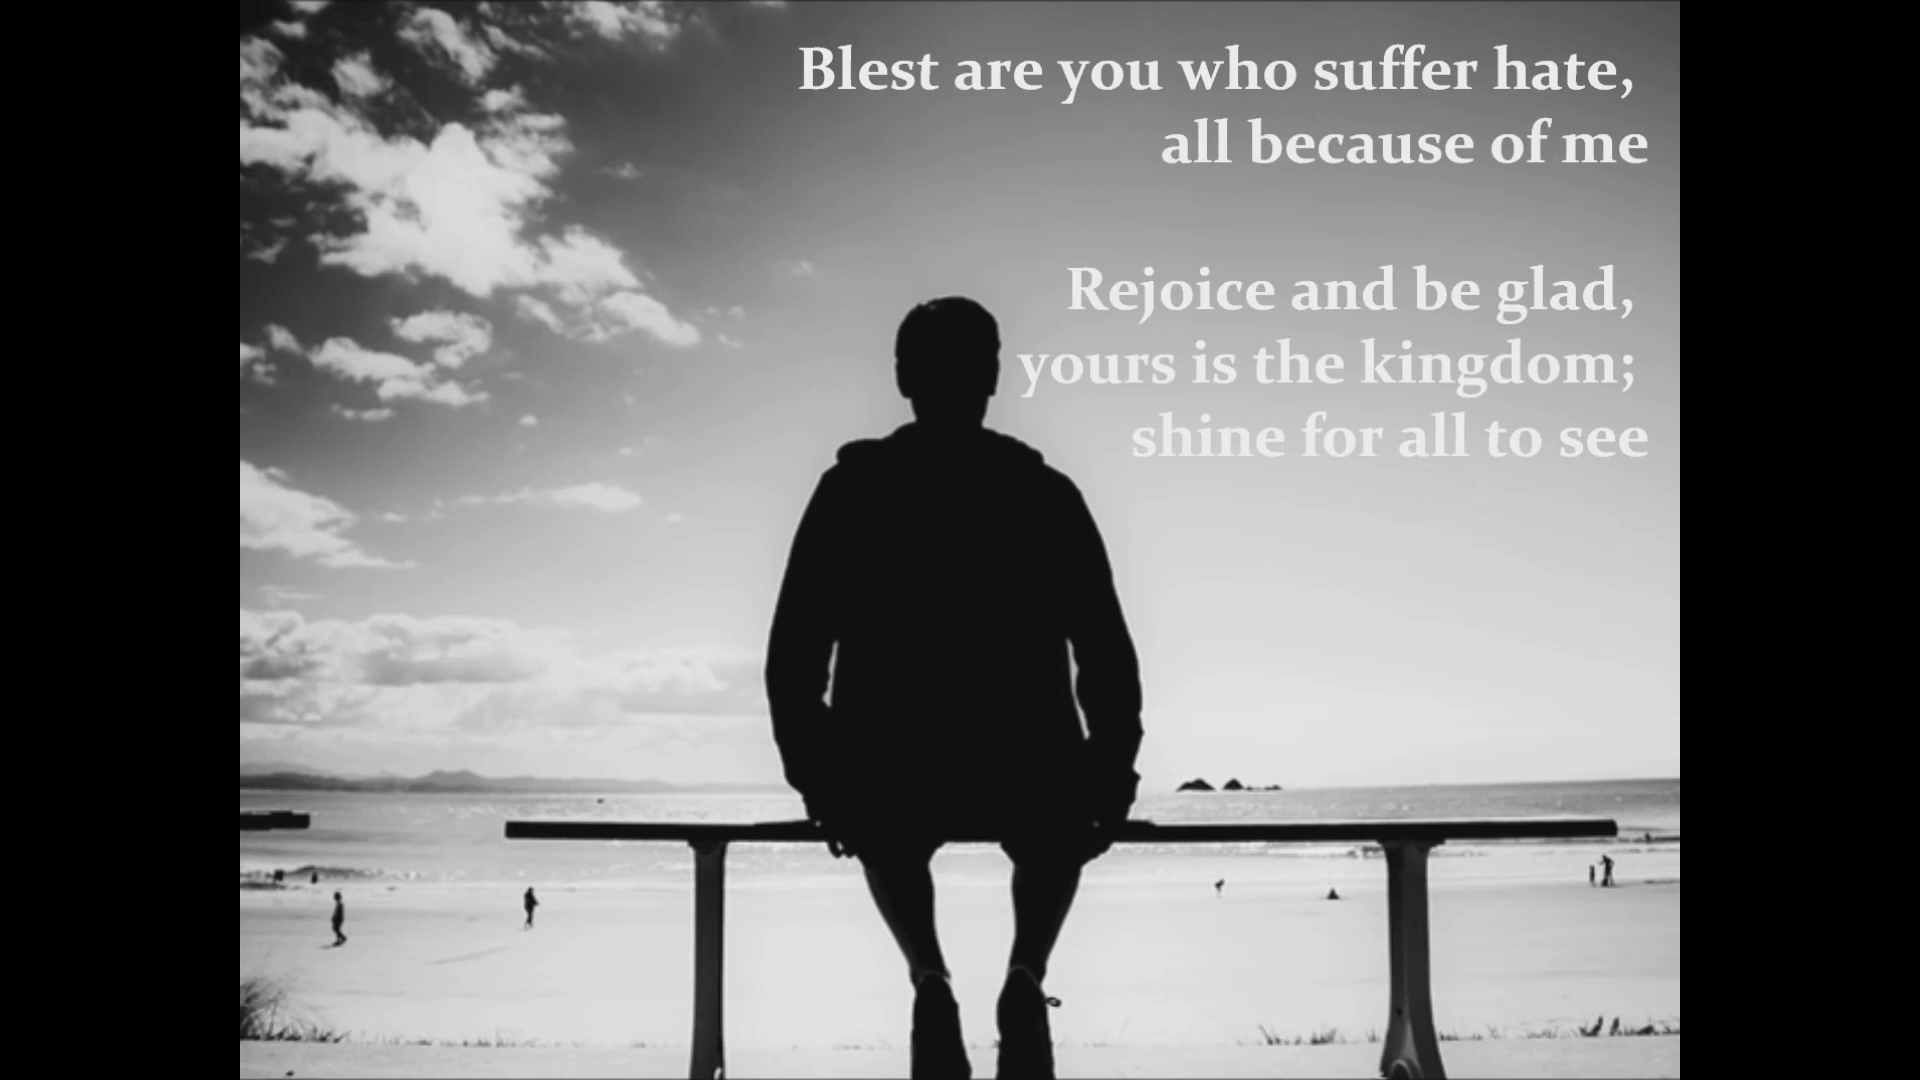 Blest are you who suffer hate,
all because of me
Rejoice and be glad,
yours is the kingdom;
shine for all to see